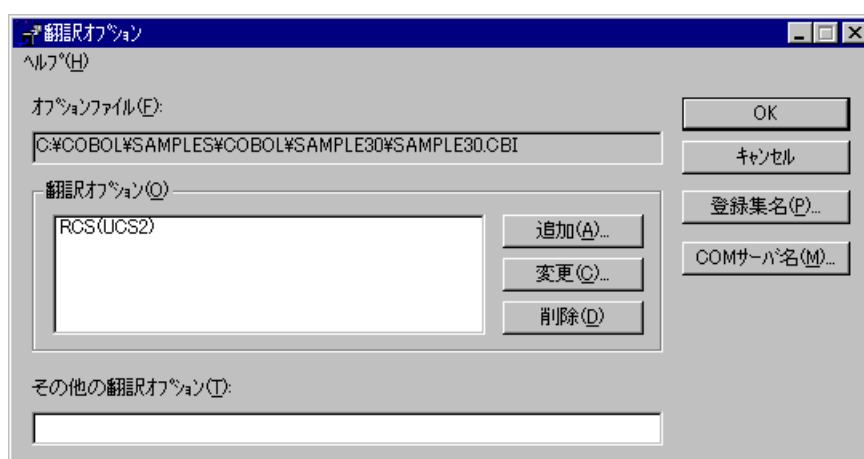 翻訳ｵﾌﾟｼｮﾝ
ﾍﾙﾌﾟ(H)
ｵﾌﾟｼｮﾝﾌｧｲﾙ(F):
C:¥COBOL¥SAMPLES¥COBOL¥SAMPLE30¥SAMPLE30.CBI
OK
ｷｬﾝｾﾙ
翻訳ｵﾌﾟｼｮﾝ(O)
登録集名(P)...
RCS(UCS2)
追加(A)...
COMｻｰﾊﾞ名(M)...
変更(C)...
削除(D)
その他の翻訳ｵﾌﾟｼｮﾝ(T):